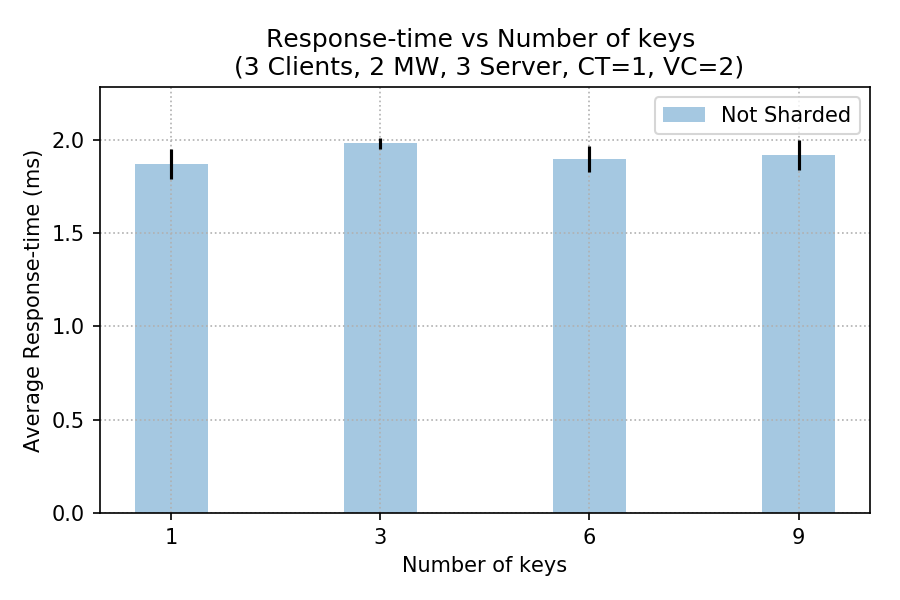 Response-time vs Number of keys
(3 Clients, 2 MW, 3 Server, CT=1, VC=2)
Not Sharded
Average Response-time (ms)
2.0
1.5
1.0
0.5
0.0
1 3 6 9
Number of keys